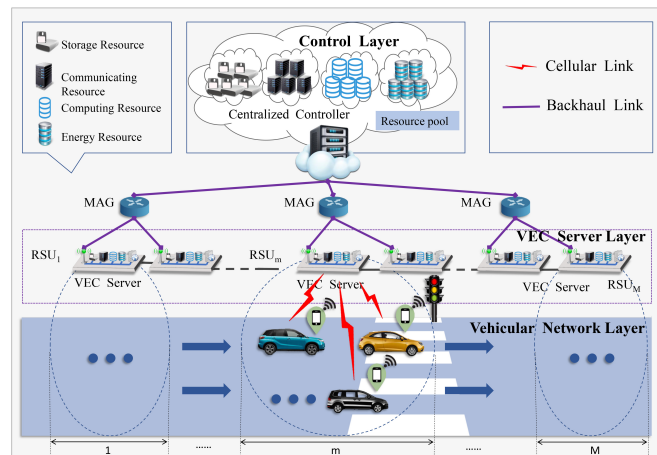 Storage Resource
Communicating
Resource
Computing Resource
Energy Resource
Control Layer
Centralized Controller
Resource pool
Cellular Link
Backhaul Link
MAG
MAG
MAG
VEC Server Layer
RSU1
RSUm
VEC Server
VEC Server
VEC Server
RSUM
Vehicular Network Layer
1
......
m
......
M